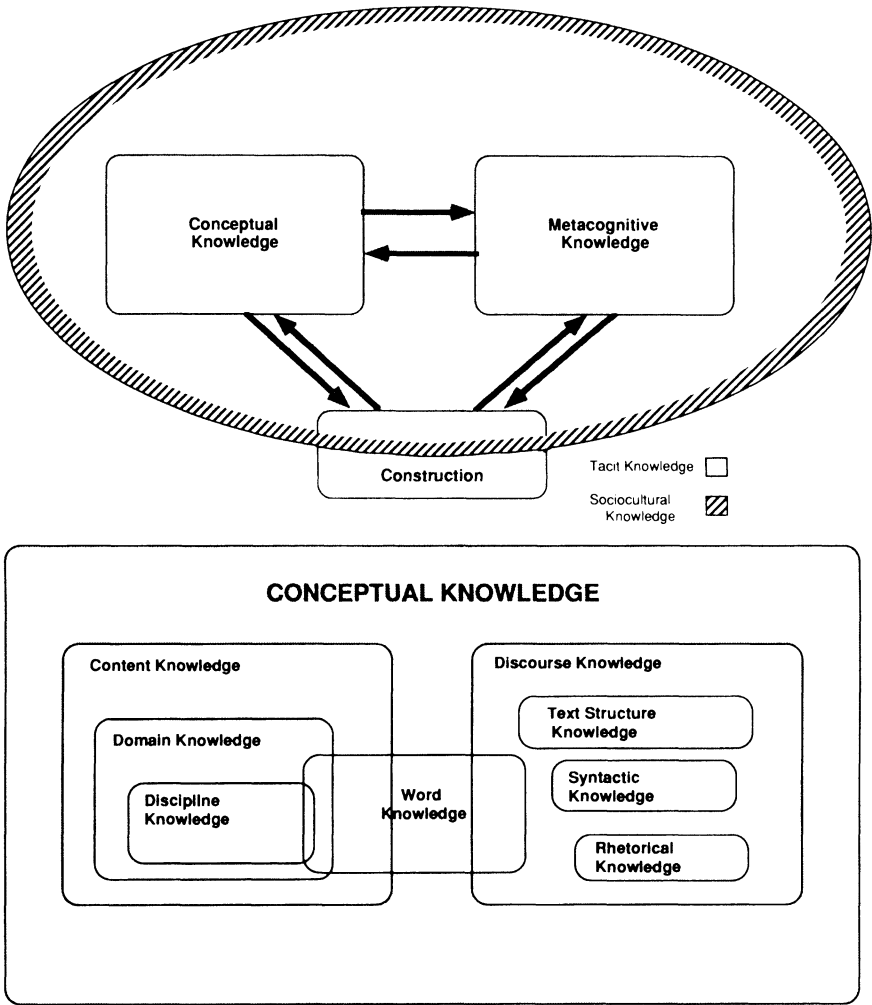 Conceptual
Knowledge
Metacognitive
Knowledge
Construction
Tacit Knowledge
Sociocultural
Knowledge
CONCEPTUAL KNOWLEDGE
Content Knowledge
Domain Knowledge
Discipline
Knowledge
Word
Knowledge
Discourse Knowledge
Text Structure
Knowledge
Syntactic
Knowledge
Rhetorical
Knowledge